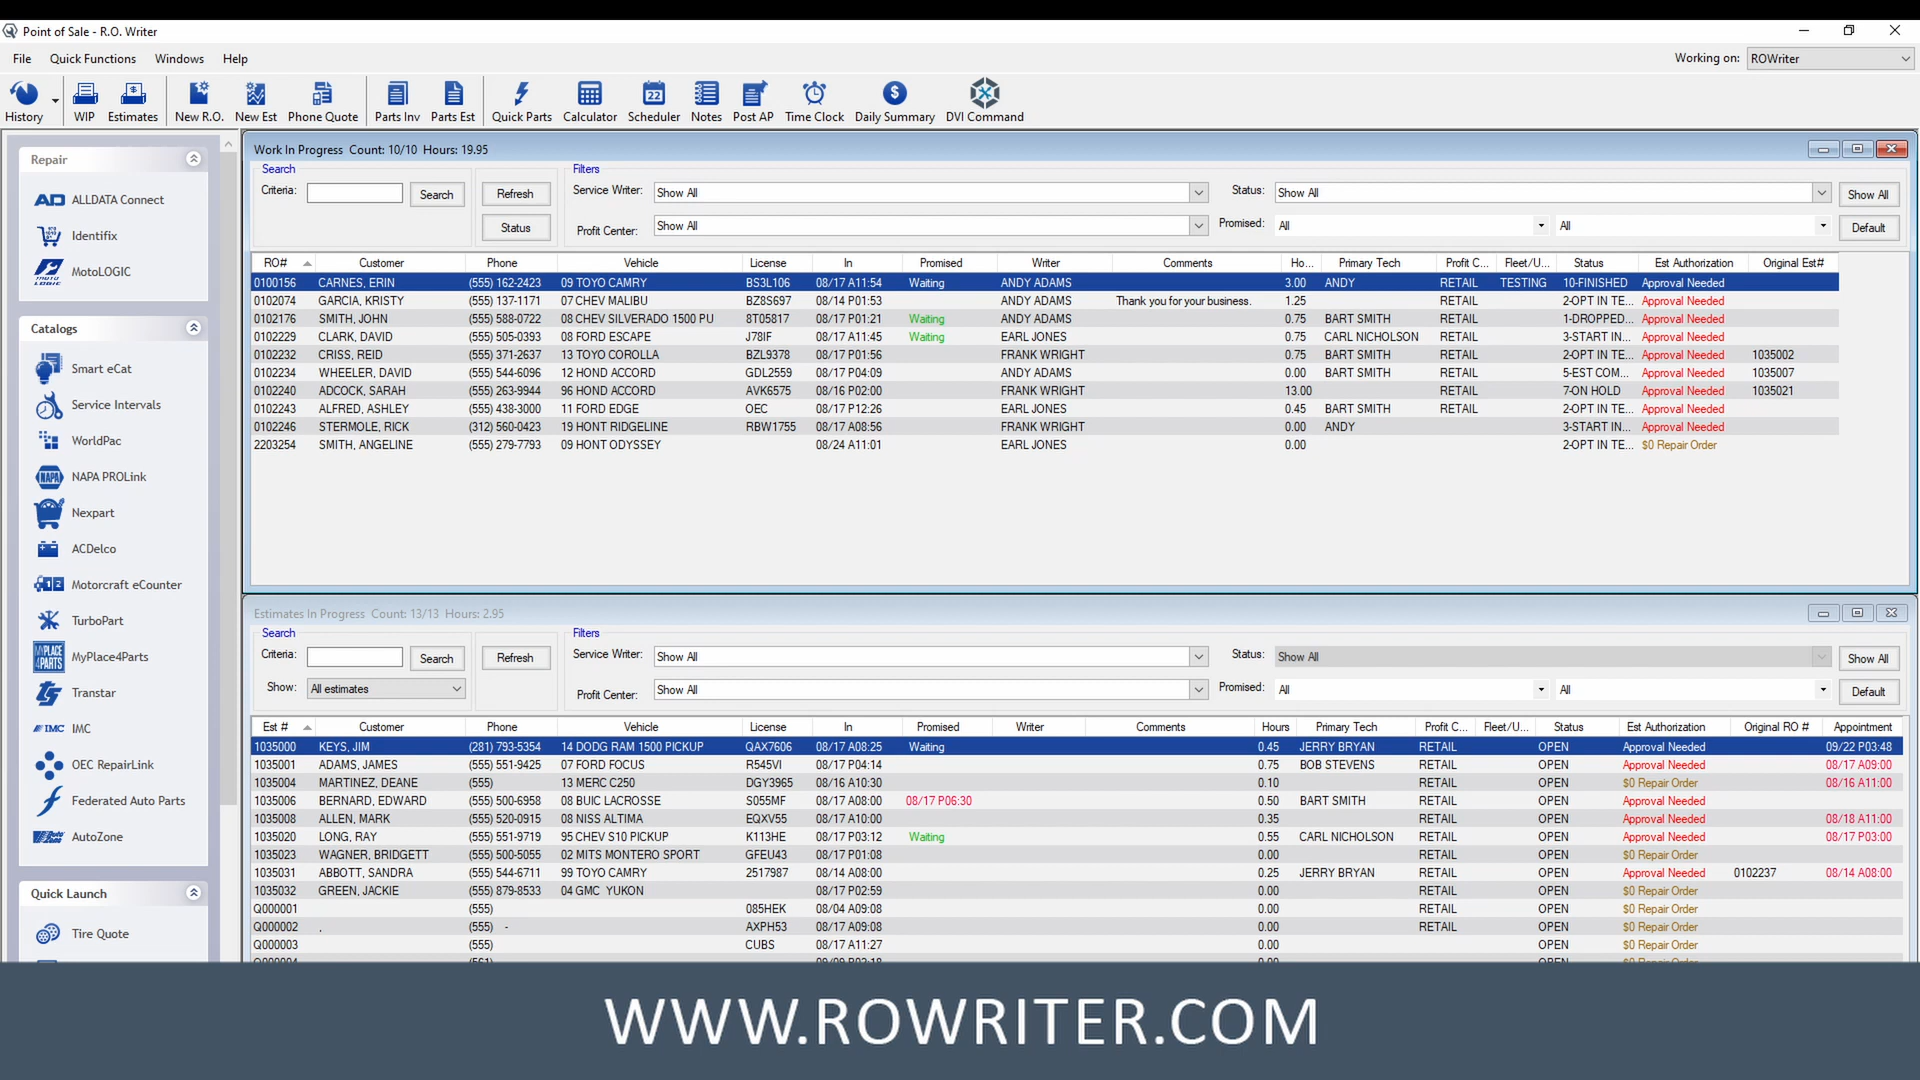 Point of Sale - R.O. Writer
File Quick Functions Windows Help Working on: ROWriter
History WIP Estimates New R.O. New Est Phone Quote Parts Inv Parts Est Quick Parts Calculator Scheduler Notes Post AP Time Clock Daily Summary DVI Command
Repair
ALLDATA Connect
Identifix
MotoLOGIC
Catalogs
Smart eCat
Service Intervals
WorldPac
NAPA PROLink
Nexpart
ACDelco
Motorcraft eCounter
TurboPart
MyPlace4Parts
Transtar
IMC
OEC RepairLink
Federated Auto Parts
AutoZone
Quick Launch
Tire Quote
Work In Progress Count: 10/10 Hours: 19.95
Search Filters
Criteria: Search Refresh Service Writer: Show All Status: Show All Show All
Status Profit Center: Show All Promised: All All Default
RO# Customer Phone Vehicle License In Promised Writer Comments Ho... Primary Tech Profit C... Fleet/U... Status Est Authorization Original Est#
0100156 CARNES, ERIN (555) 162-2423 09 TOYO CAMRY BS3L106 08/17 A11:54 Waiting ANDY ADAMS 3.00 ANDY RETAIL TESTING 10-FINISHED Approval Needed
0102074 GARCIA, KRISTY (555) 137-1171 07 CHEV MALIBU BZ8S697 08/14 P01:53 ANDY ADAMS Thank you for your business. 1.25 RETAIL 2-OPT IN TE... Approval Needed
0102176 SMITH, JOHN (555) 588-0722 08 CHEV SILVERADO 1500 PU 8T05817 08/17 P01:21 Waiting ANDY ADAMS 0.75 BART SMITH RETAIL 1-DROPPED... Approval Needed
0102229 CLARK, DAVID (555) 505-0393 08 FORD ESCAPE J78IF 08/17 A11:45 Waiting EARL JONES 0.75 CARL NICHOLSON RETAIL 3-START IN... Approval Needed
0102232 CRISS, REID (555) 371-2637 13 TOYO COROLLA BZL9378 08/17 P01:56 FRANK WRIGHT 0.75 BART SMITH RETAIL 2-OPT IN TE... Approval Needed 1035002
0102234 WHEELER, DAVID (555) 544-6096 12 HOND ACCORD GDL2559 08/17 P04:09 ANDY ADAMS 0.00 BART SMITH RETAIL 5-EST COM... Approval Needed 1035007
0102240 ADCOCK, SARAH (555) 263-9944 96 HOND ACCORD AVK6575 08/16 P02:00 FRANK WRIGHT 13.00 RETAIL 7-ON HOLD Approval Needed 1035021
0102243 ALFRED, ASHLEY (555) 438-3000 11 FORD EDGE OEC 08/17 P12:26 EARL JONES 0.45 BART SMITH RETAIL 2-OPT IN TE... Approval Needed
0102246 STERMOLE, RICK (312) 560-0423 19 HONT RIDGELINE RBW1755 08/17 A08:56 FRANK WRIGHT 0.00 ANDY 3-START IN... Approval Needed
2203254 SMITH, ANGELINE (555) 279-7793 09 HONT ODYSSEY 08/24 A11:01 EARL JONES 0.00 2-OPT IN TE... $0 Repair Order
Estimates In Progress Count: 13/13 Hours: 2.95
Search Filters
Criteria: Search Refresh Service Writer: Show All Status: Show All Show All
Show: All estimates Profit Center: Show All Promised: All All Default
Est # Customer Phone Vehicle License In Promised Writer Comments Hours Primary Tech Profit C... Fleet/U... Status Est Authorization Original RO # Appointment
1035000 KEYS, JIM (281) 793-5354 14 DODG RAM 1500 PICKUP QAX7606 08/17 A08:25 Waiting 0.45 JERRY BRYAN RETAIL OPEN Approval Needed 09/22 P03:48
1035001 ADAMS, JAMES (555) 551-9425 07 FORD FOCUS R545VI 08/17 P04:14 0.75 BOB STEVENS RETAIL OPEN Approval Needed 08/17 A09:00
1035004 MARTINEZ, DEANE (555) 13 MERC C250 DGY3965 08/16 A10:30 0.10 RETAIL OPEN $0 Repair Order 08/16 A11:00
1035006 BERNARD, EDWARD (555) 500-6958 08 BUIC LACROSSE S055MF 08/17 A08:00 08/17 P06:30 0.50 BART SMITH RETAIL OPEN Approval Needed
1035008 ALLEN, MARK (555) 520-0915 08 NISS ALTIMA EQXV55 08/17 A10:00 0.35 RETAIL OPEN Approval Needed 08/18 A11:00
1035020 LONG, RAY (555) 551-9719 95 CHEV S10 PICKUP K113HE 08/17 P03:12 Waiting 0.55 CARL NICHOLSON RETAIL OPEN Approval Needed 08/17 P03:00
1035023 WAGNER, BRIDGETT (555) 500-5055 02 MITS MONTERO SPORT GFEU43 08/17 P01:08 0.00 RETAIL OPEN $0 Repair Order
1035031 ABBOTT, SANDRA (555) 544-6711 99 TOYO CAMRY 2517987 08/14 A08:00 0.25 JERRY BRYAN RETAIL OPEN Approval Needed 0102237 08/14 A08:00
1035032 GREEN, JACKIE (555) 879-8533 04 GMC YUKON 08/17 P02:59 0.00 RETAIL OPEN $0 Repair Order
Q000001 (555) 085HEK 08/04 A09:08 0.00 RETAIL OPEN $0 Repair Order
Q000002 , (555) - AXPH53 08/17 A09:08 0.00 RETAIL OPEN $0 Repair Order
Q000003 (555) CUBS 08/17 A11:27 0.00 OPEN $0 Repair Order
WWW.ROWRITER.COM